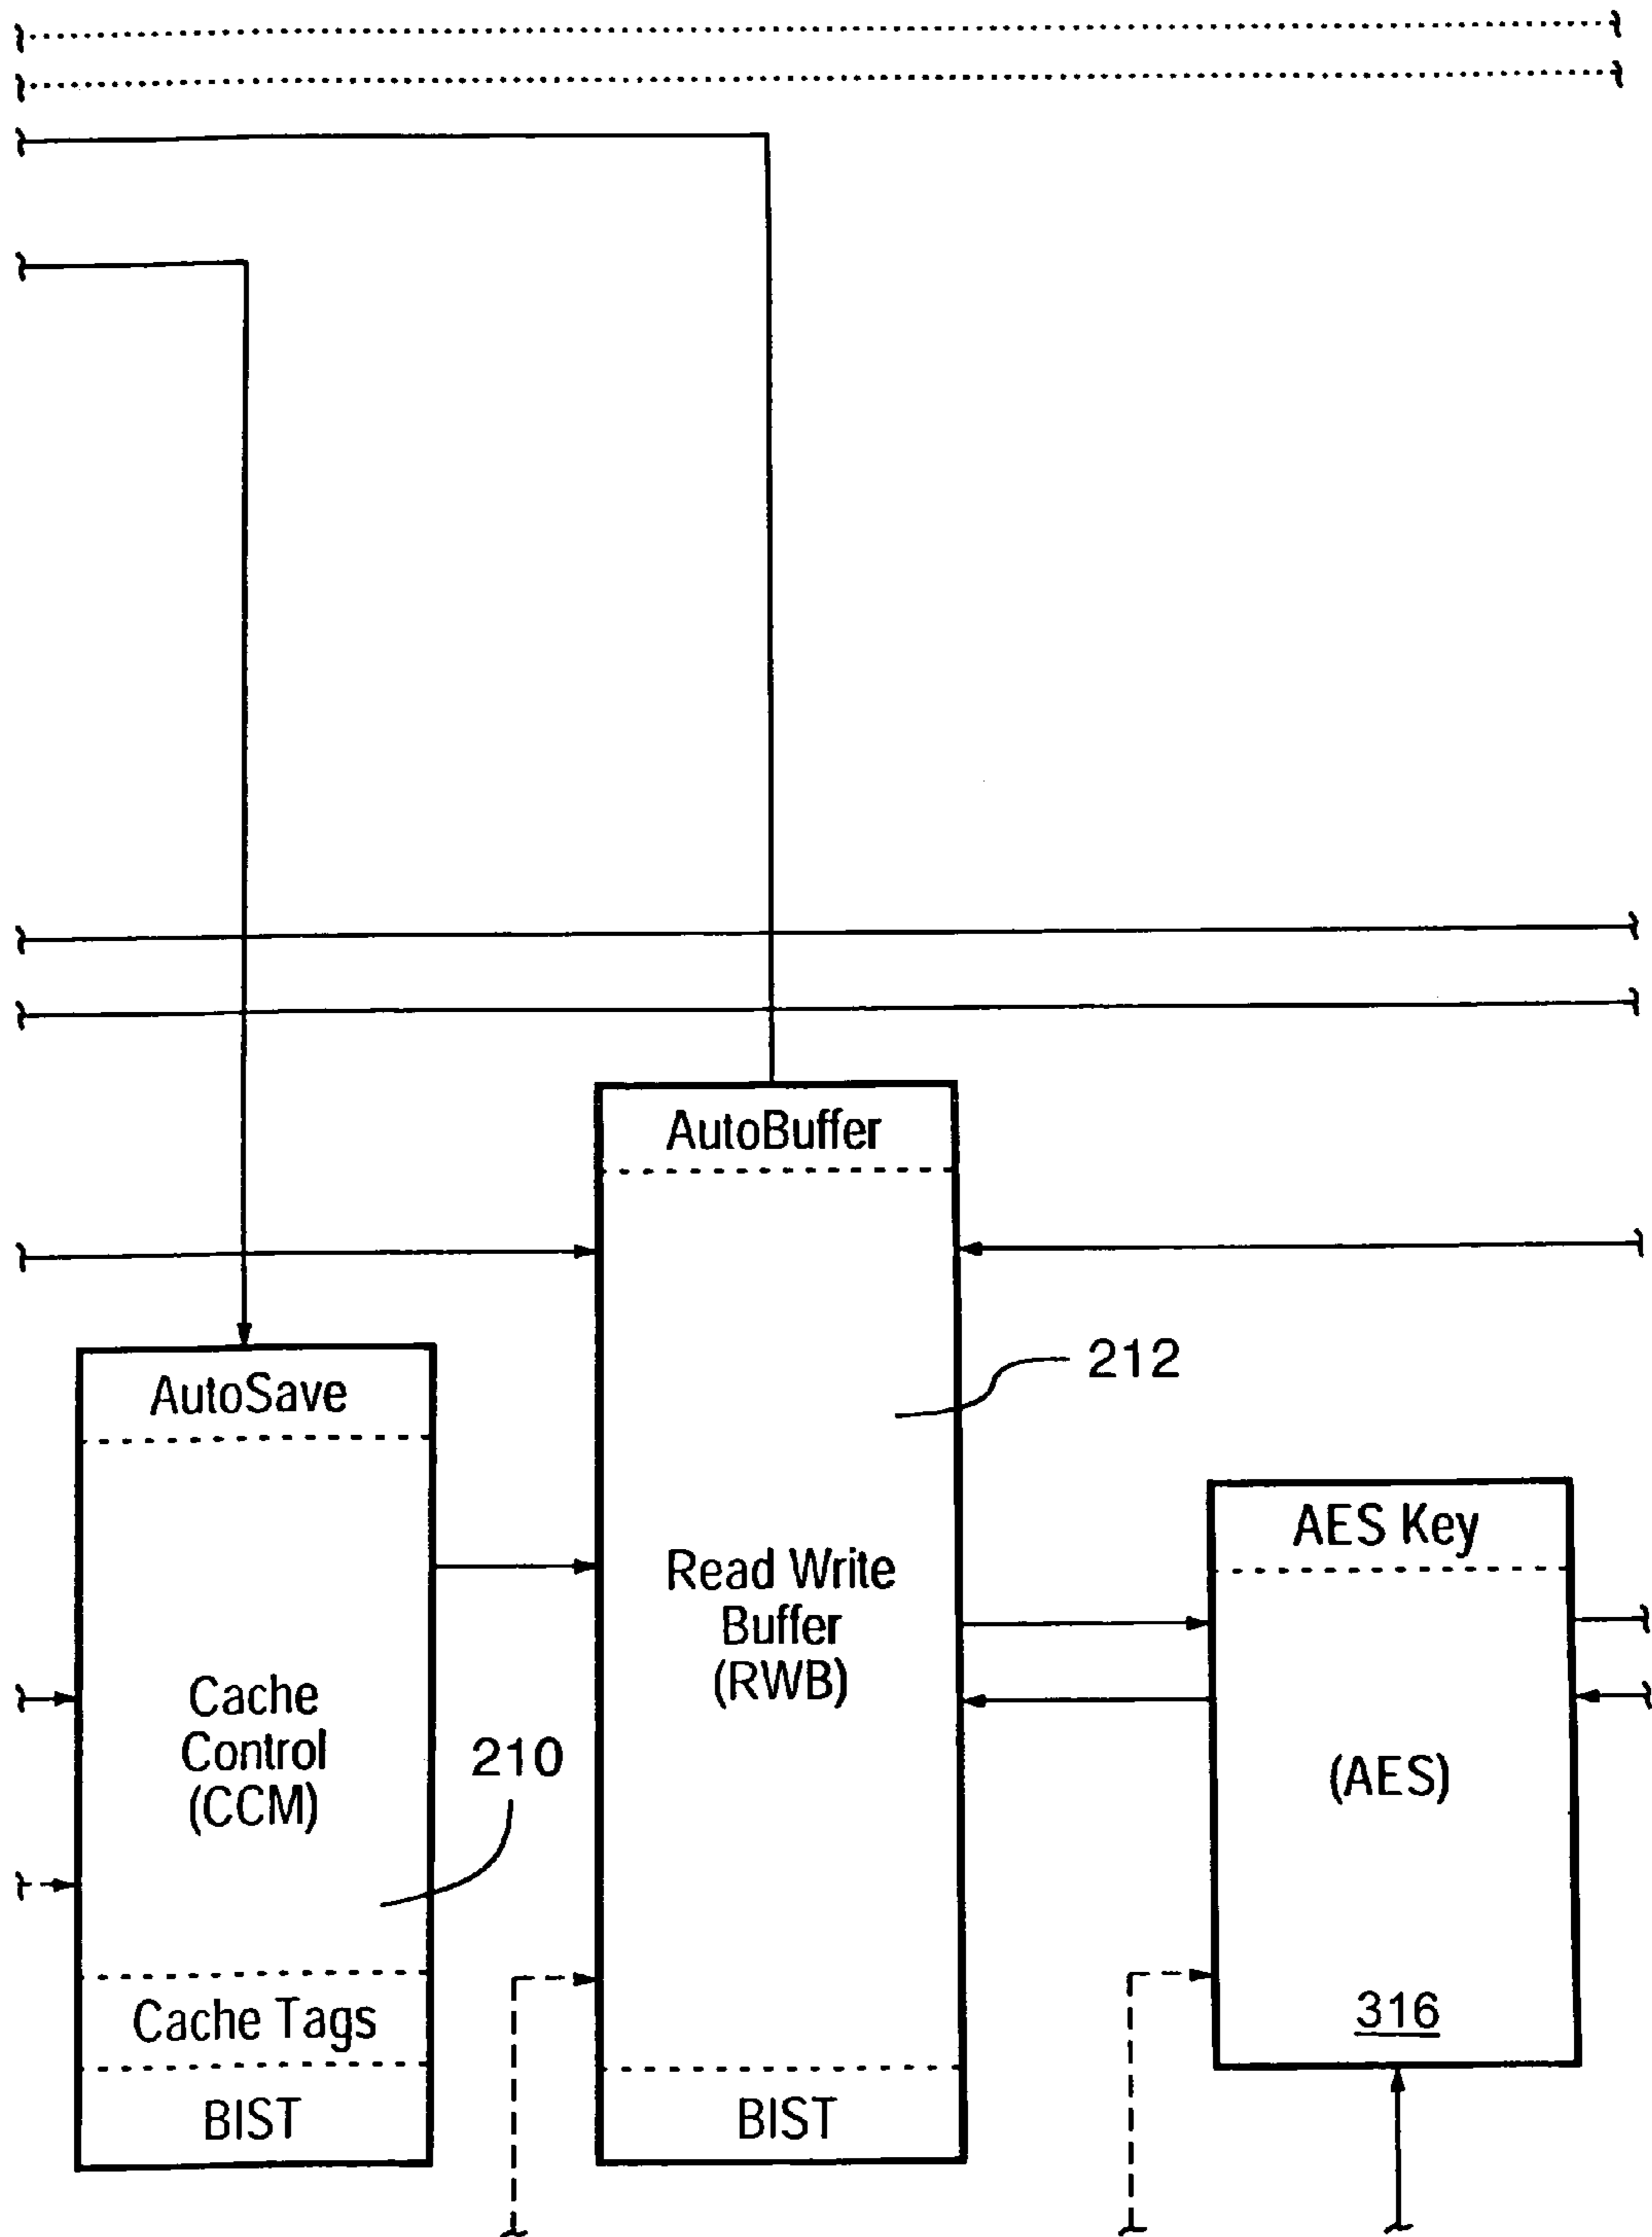 AutoBuffer
212
AutoSave
AES Key
Read Write
Buffer
(RWB)
Cache
Control
(CCM)
210
(AES)
Cache Tags
316
BIST
BIST